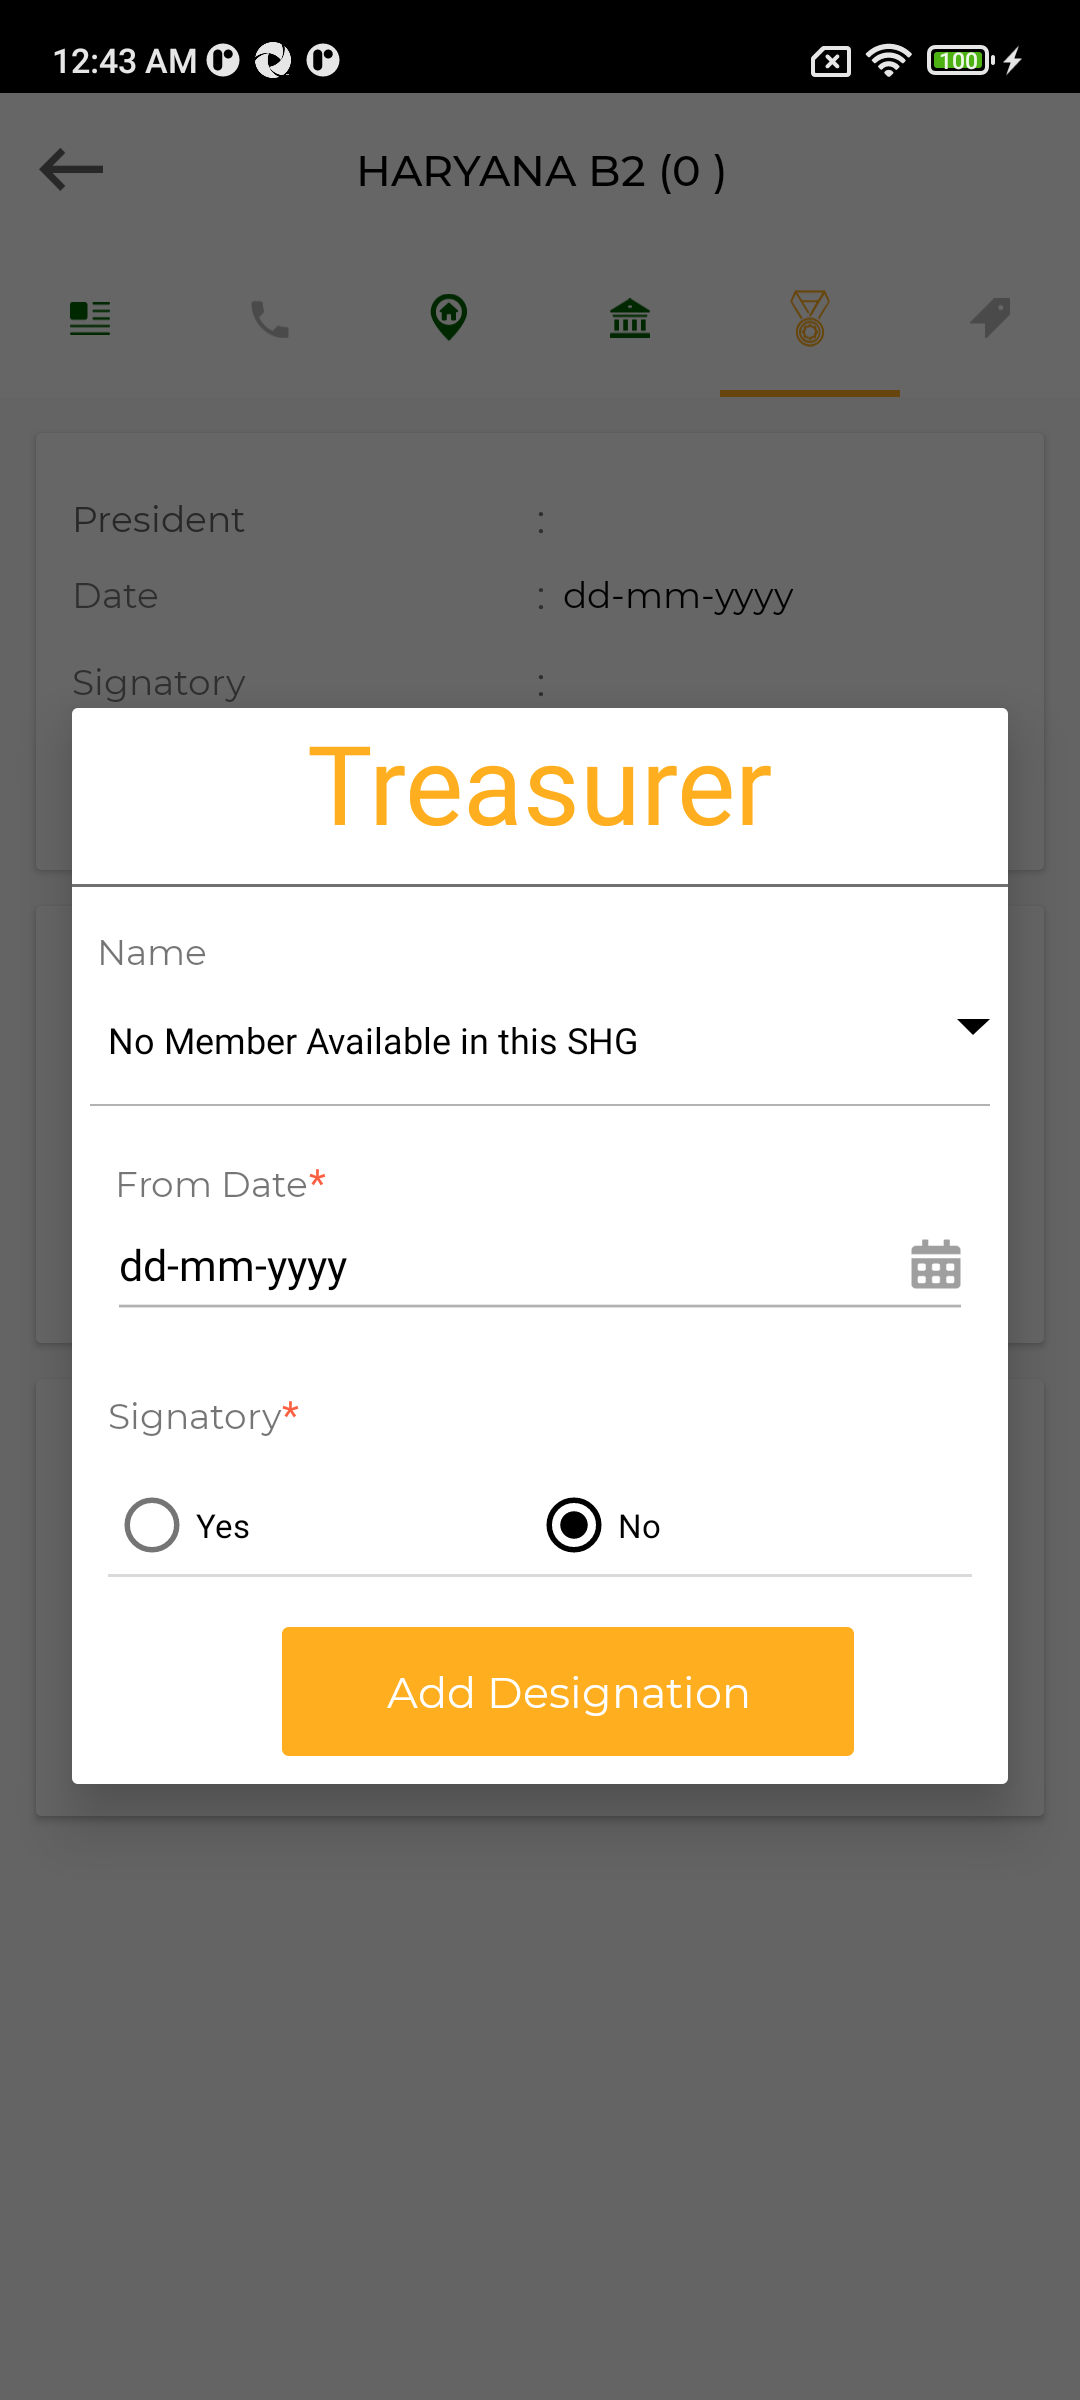 12:43 AM
100
HARYANA B2 (0 )
President :
Date : dd-mm-yyyy
Signatory :
Treasurer
Name
No Member Available in this SHG
From Date*
dd-mm-yyyy
Signatory*
Yes No
Add Designation